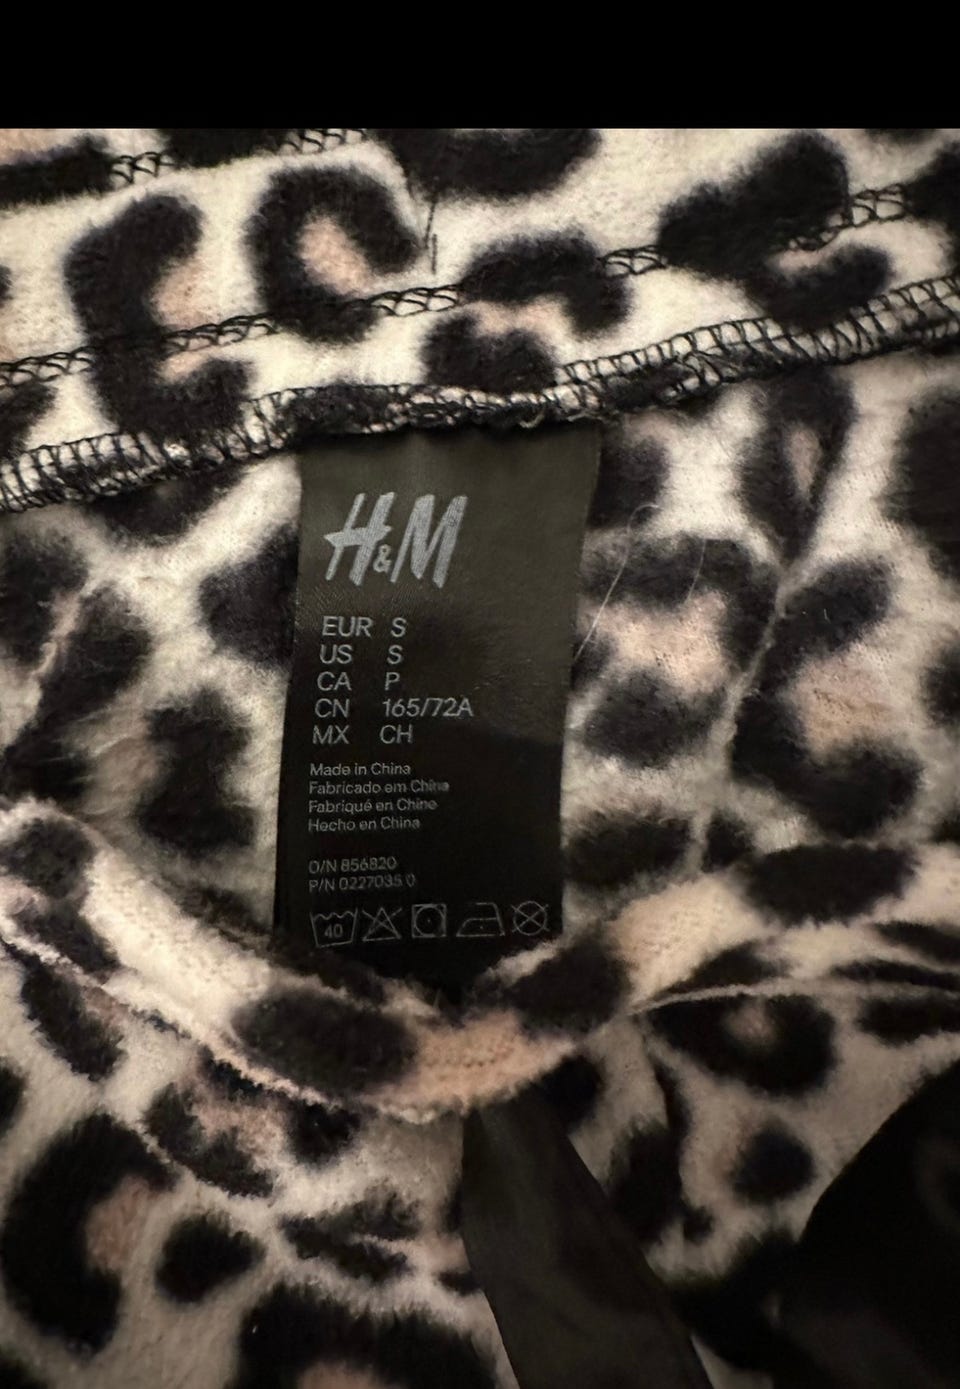 H&M
EUR S
US S
CA P
CN 165/72A
MX CH
Made in China
Fabricado em China
Fabriqué en Chine
Hecho en China
O/N 856820
P/N 0227035 0
40